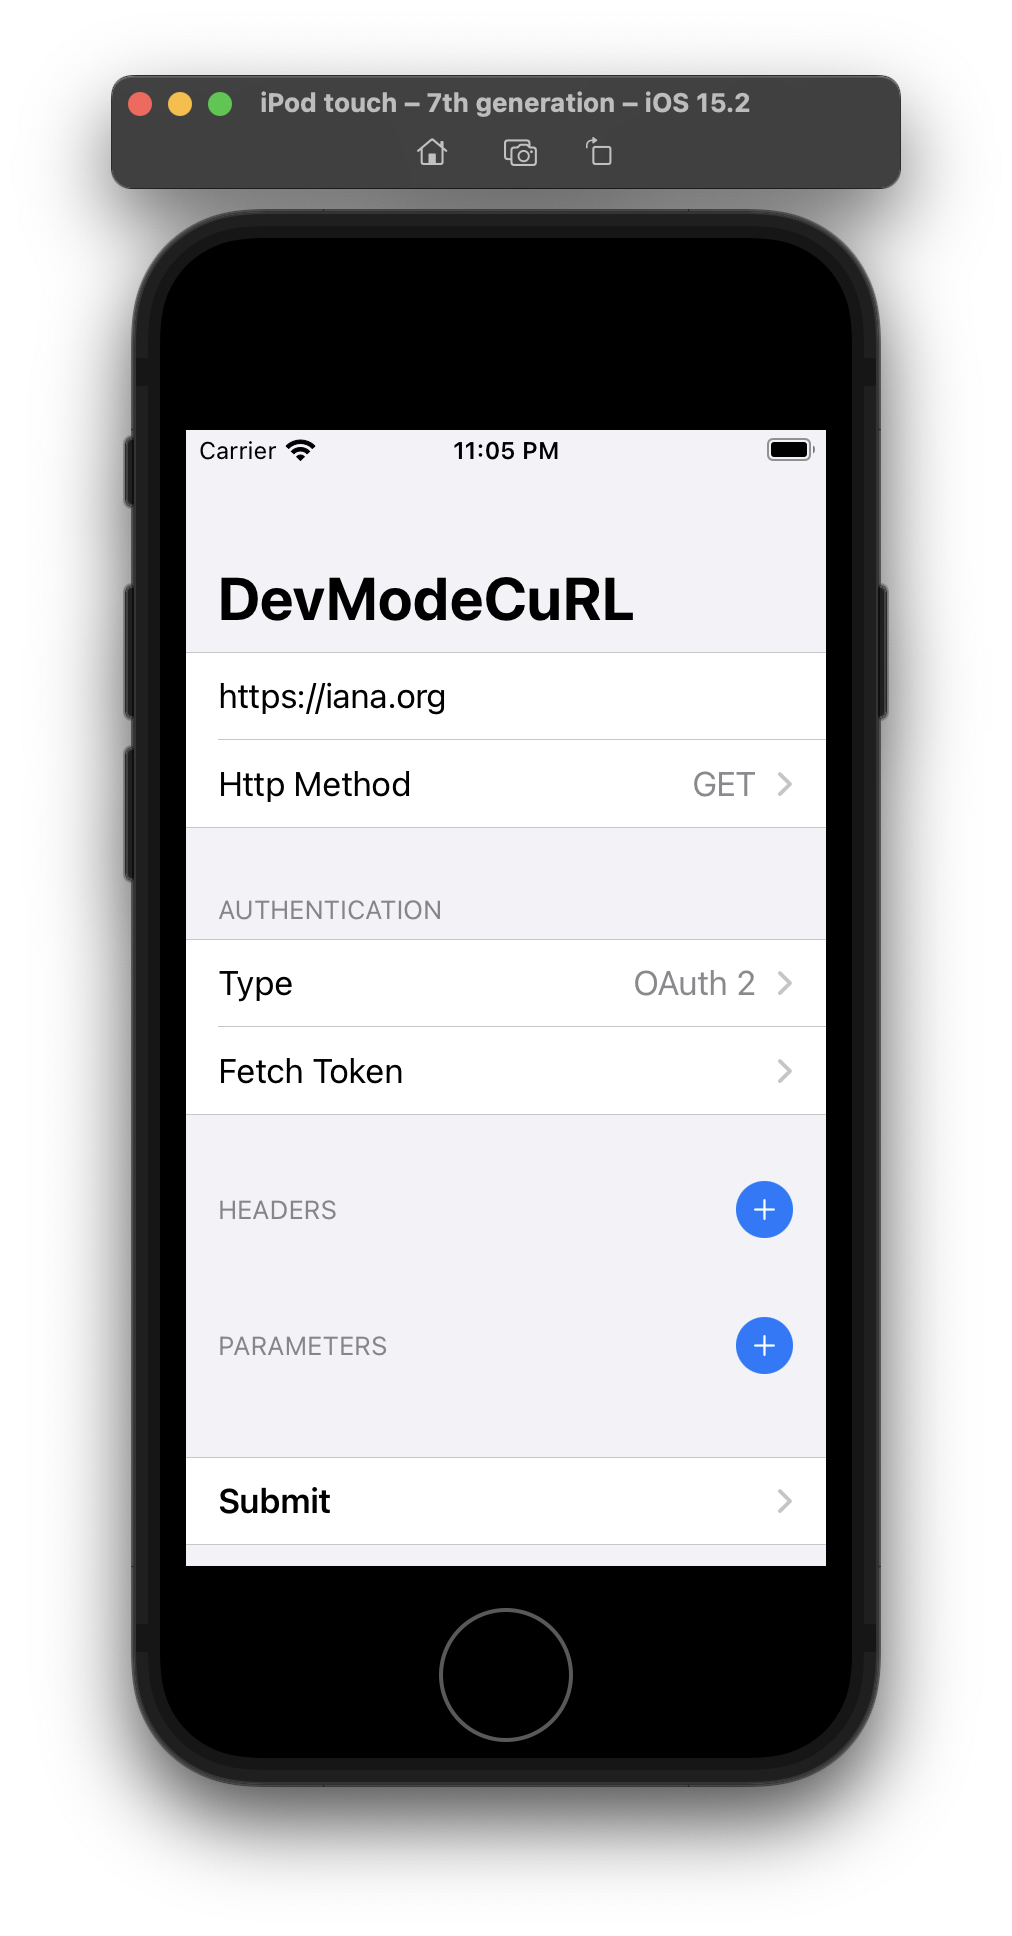 iPod touch – 7th generation – iOS 15.2
Carrier 11:05 PM
DevModeCuRL
https://iana.org
Http Method GET
AUTHENTICATION
Type OAuth 2
Fetch Token
HEADERS
PARAMETERS
Submit